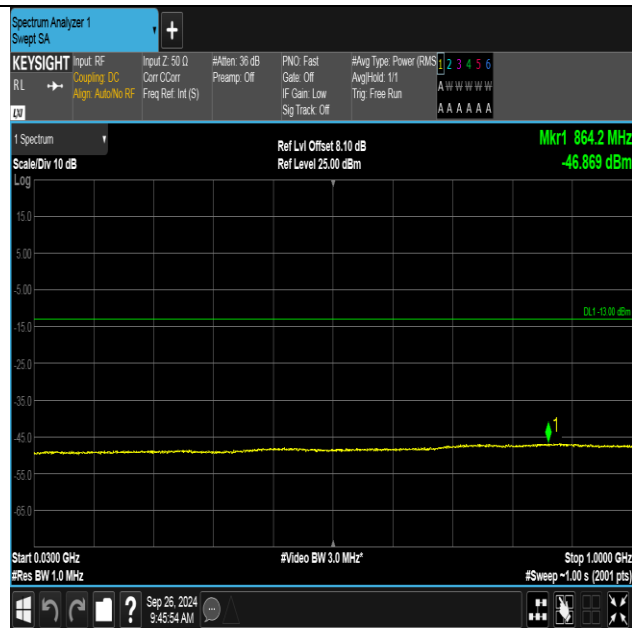 Spectrum Analyzer 1
Swept SA
+
KEYSIGHT
RL
LXI
Input: RF
Coupling: DC
Align: Auto/No RF
Input Z: 50 Ω
Corr CCorr
Freq Ref: Int (S)
#Atten: 36 dB
Preamp: Off
PNO: Fast
Gate: Off
IF Gain: Low
Sig Track: Off
#Avg Type: Power (RMS
Avg|Hold: 1/1
Trig: Free Run
1 2 3 4 5 6
A W W W W W
A A A A A A
1 Spectrum
Scale/Div 10 dB
Log
Ref Lvl Offset 8.10 dB
Ref Level 25.00 dBm
Mkr1 864.2 MHz
-46.869 dBm
15.0
5.00
-5.00
DL1 -13.00 dBm
-15.0
-25.0
-35.0
1
-45.0
-55.0
-65.0
Start 0.0300 GHz
#Res BW 1.0 MHz
#Video BW 3.0 MHz*
Stop 1.0000 GHz
#Sweep ~1.00 s (2001 pts)
?
Sep 26, 2024
9:45:54 AM